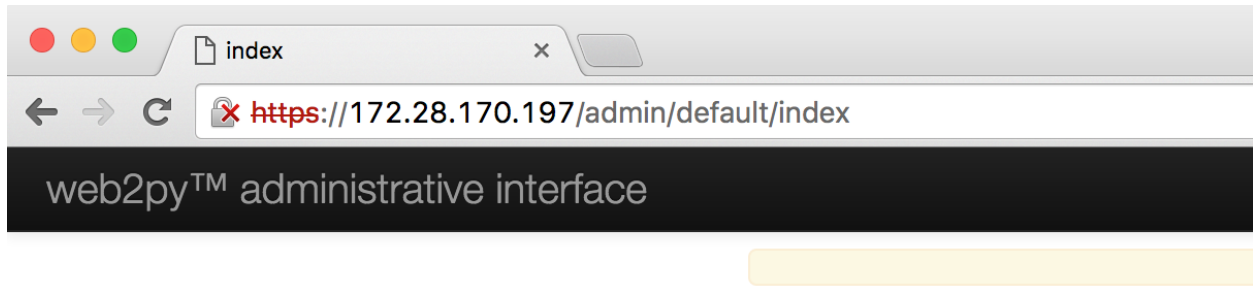 index
https://172.28.170.197/admin/default/index
web2py™ administrative interface